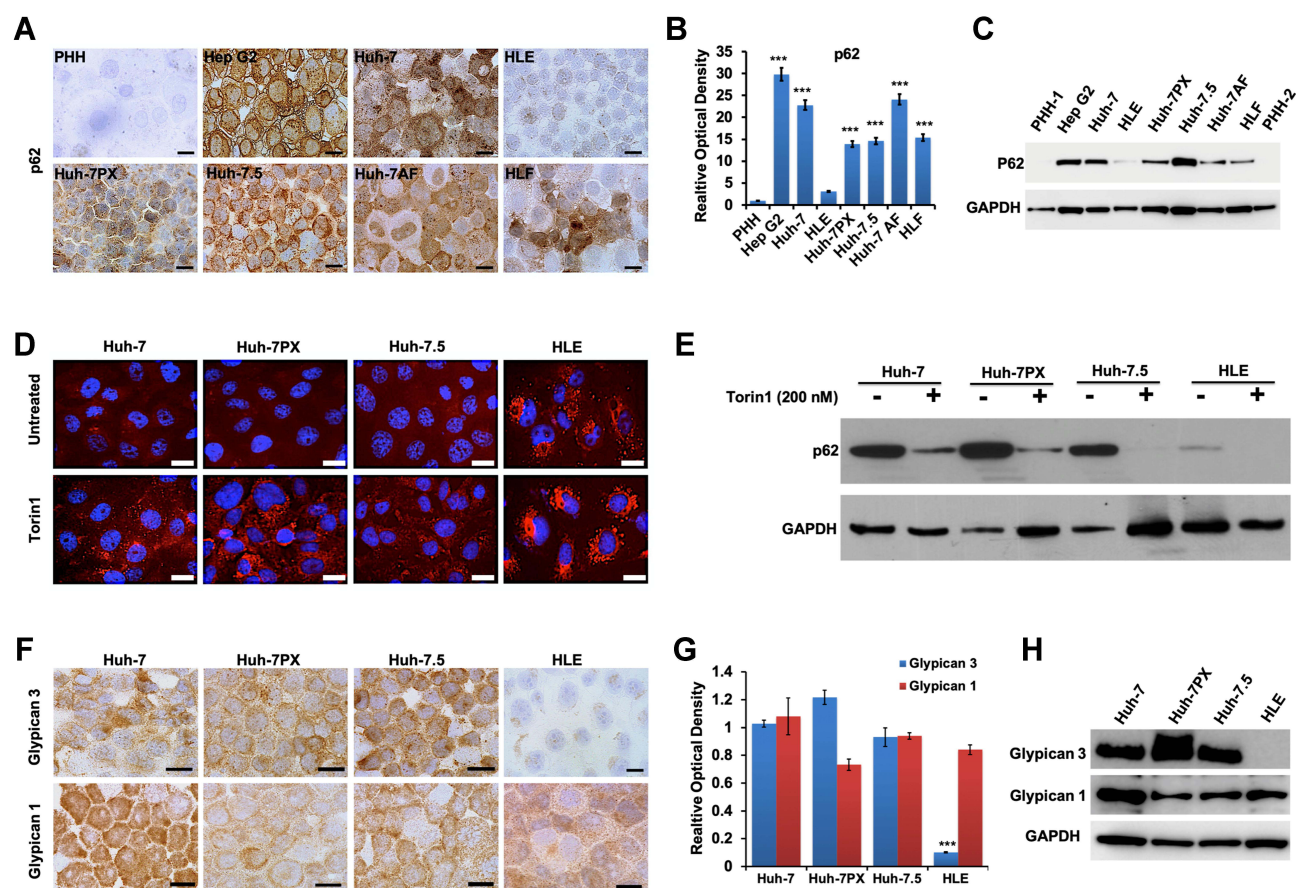 A
PHH
Hep G2
Huh-7
HLE
p62
Huh-7PX
Huh-7.5
Huh-7AF
HLF
B
p62
Realtive Optical Density
35
30
25
20
15
10
5
0
***
***
***
***
***
***
PHH
Hep G2
Huh-7
HLE
Huh-7PX
Huh-7.5
Huh-7 AF
HLF
C
PHH-1
Hep G2
Huh-7
HLE
Huh-7PX
Huh-7.5
Huh-7AF
HLF
PHH-2
P62
GAPDH
D
Huh-7
Huh-7PX
Huh-7.5
HLE
Untreated
Torin1
E
Huh-7
Huh-7PX
Huh-7.5
HLE
Torin1 (200 nM)
- + - + - + - +
p62
GAPDH
F
Huh-7
Huh-7PX
Huh-7.5
HLE
Glypican 3
Glypican 1
G
Glypican 3
Glypican 1
Realtive Optical Density
1.4
1.2
1
0.8
0.6
0.4
0.2
0
***
Huh-7
Huh-7PX
Huh-7.5
HLE
H
Huh-7
Huh-7PX
Huh-7.5
HLE
Glypican 3
Glypican 1
GAPDH